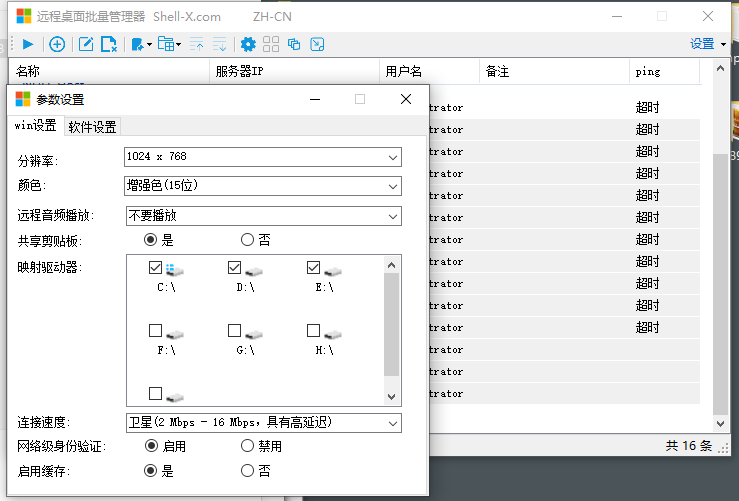 远程桌面批量管理器 Shell-X.com ZH-CN
设置
名称 服务器IP 用户名 备注 ping
trator 超时
trator 超时
trator 超时
trator 超时
trator 超时
trator 超时
trator 超时
trator 超时
trator 超时
trator 超时
trator 超时
trator
trator
trator
共 16 条
参数设置
win设置 软件设置
分辨率: 1024 x 768
颜色: 增强色(15位)
远程音频播放: 不要播放
共享剪贴板: 是 否
映射驱动器: C:\ D:\ E:\
F:\ G:\ H:\
连接速度: 卫星(2 Mbps - 16 Mbps，具有高延迟)
网络级身份验证: 启用 禁用
启用缓存: 是 否